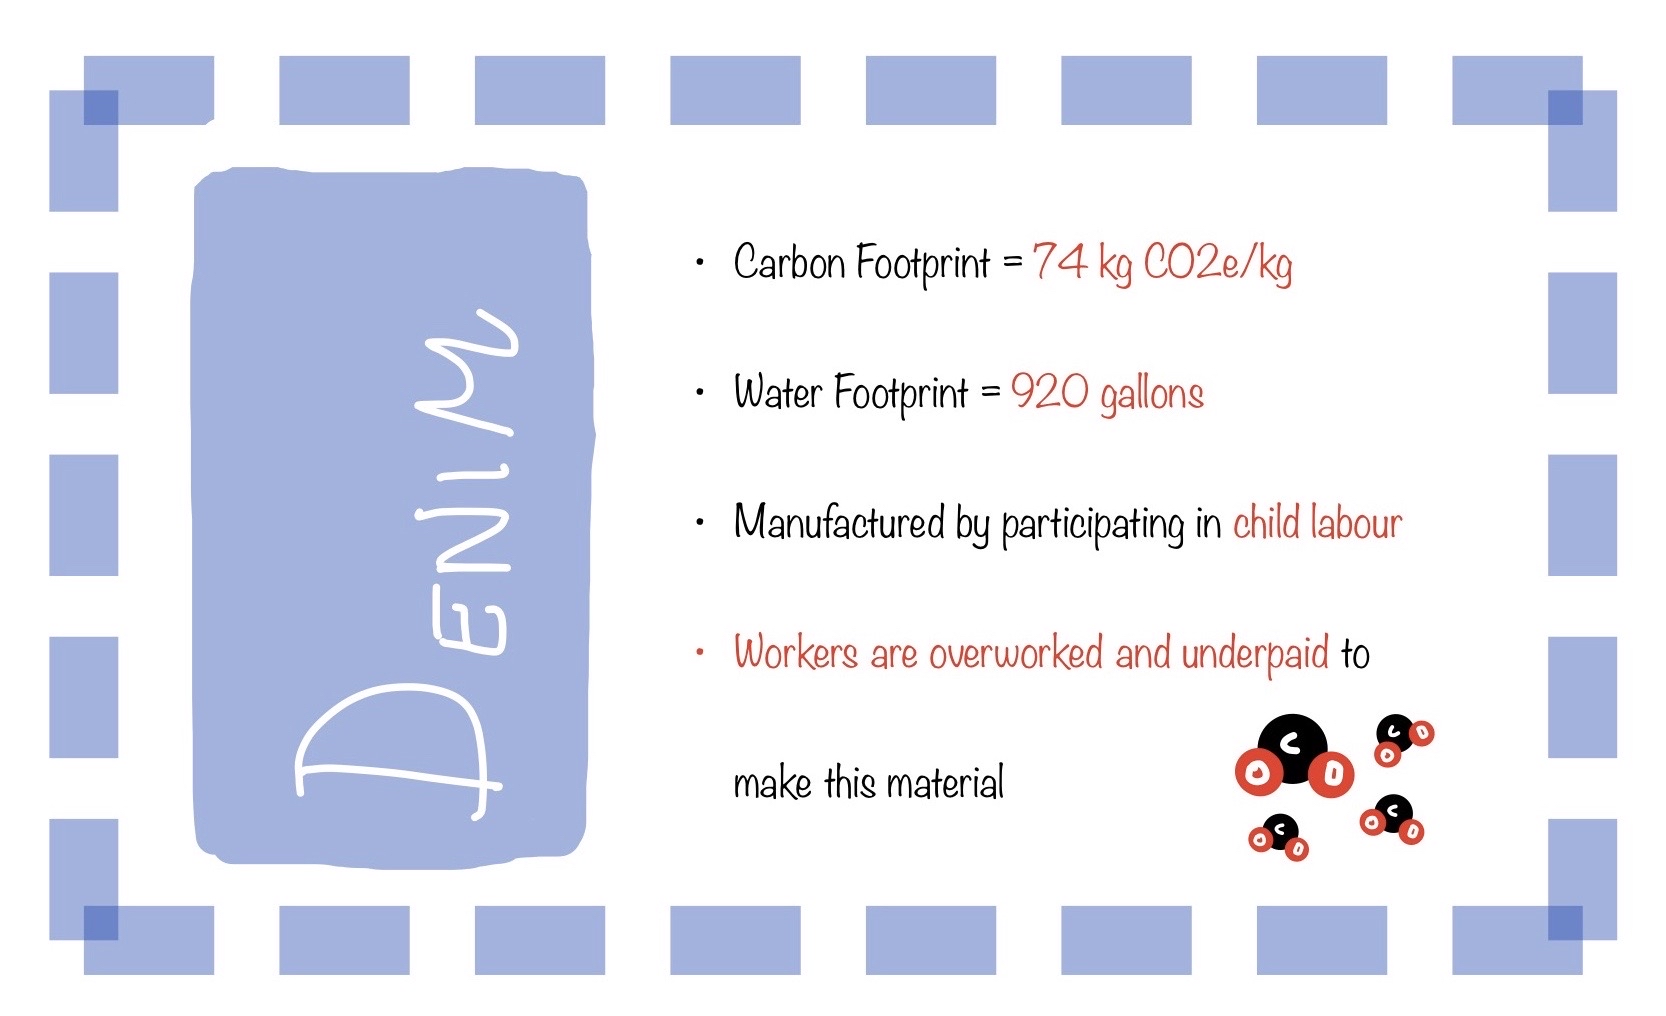 DENIM
• Carbon Footprint = 74 kg CO2e/kg
• Water Footprint = 920 gallons
• Manufactured by participating in child labour
• Workers are overworked and underpaid to
make this material
C
O O
C O
O
C
O O
C
O O